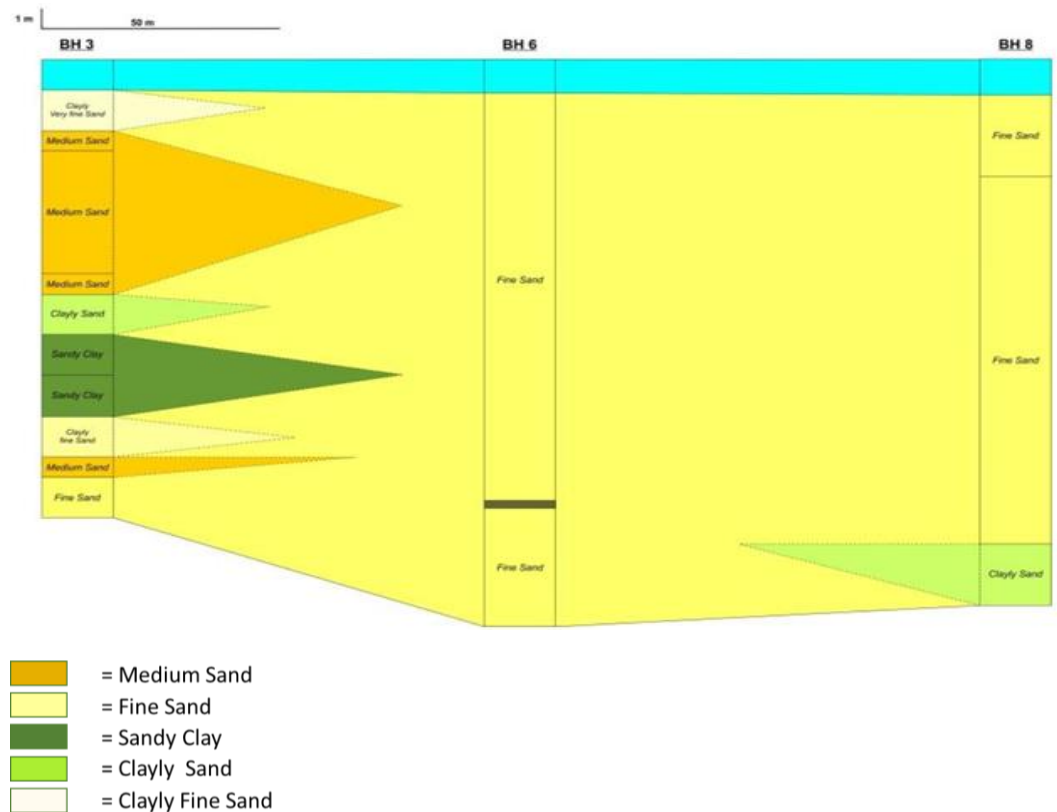 1 m
50 m
BH 3
BH 6
BH 8
Clayly
Very fine Sand
Medium Sand
Medium Sand
Medium Sand
Clayly Sand
Sandy Clay
Sandy Clay
Clayly
fine Sand
Medium Sand
Fine Sand
Fine Sand
Fine Sand
Fine Sand
Fine Sand
Clayly Sand
= Medium Sand
= Fine Sand
= Sandy Clay
= Clayly Sand
= Clayly Fine Sand